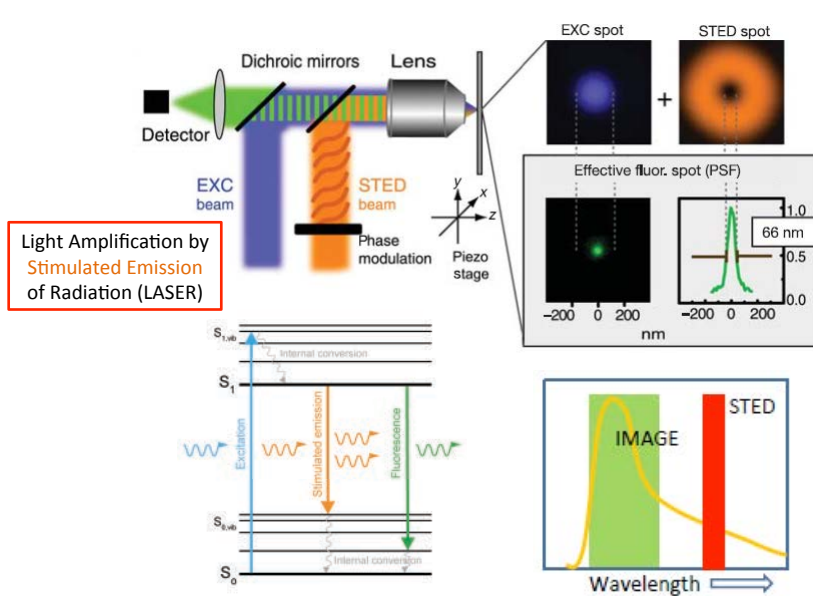 EXC spot
STED spot
Dichroic mirrors
Lens
+
Detector
Effective fluor. spot (PSF)
EXC
beam
STED
beam
y
x
z
Phase
modulation
Piezo
stage
1.0
66 nm
0.5
0.0
−200 0 200
−200 0 200
nm
Light Amplification by
Stimulated Emission
of Radiation (LASER)
S1,vib
Internal conversion
S1
Excitation
Stimulated emission
Fluorescence
S0,vib
Internal conversion
S0
STED
IMAGE
Wavelength